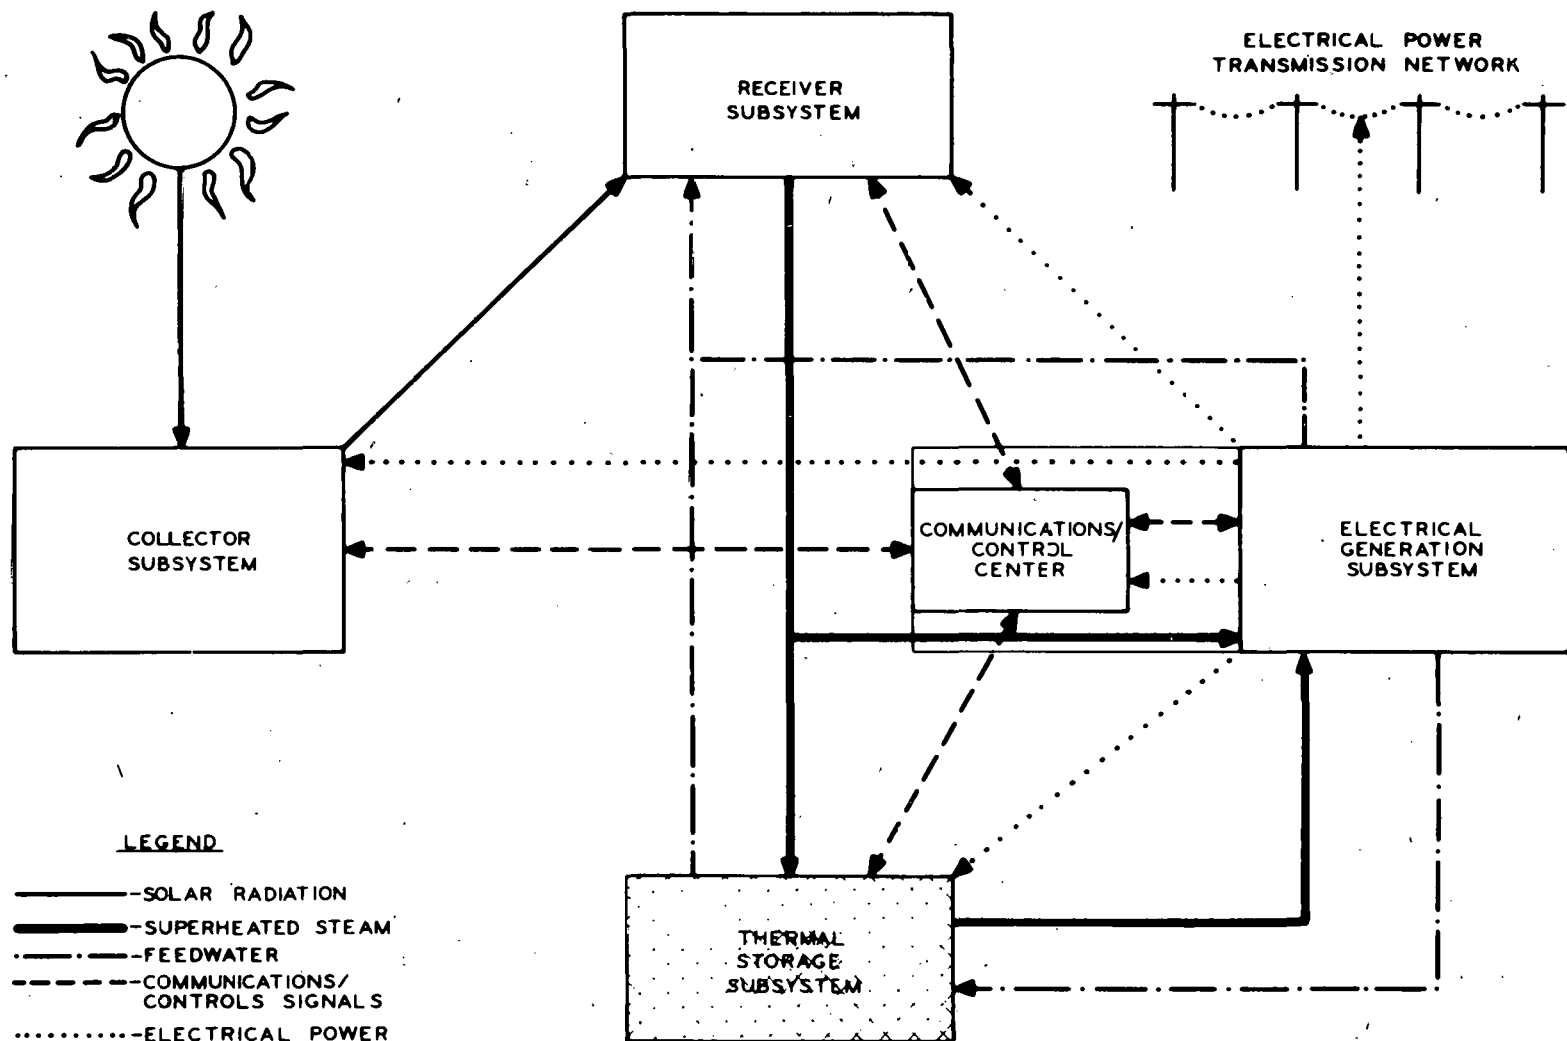 RECEIVER
SUBSYSTEM
ELECTRICAL POWER
TRANSMISSION NETWORK
COLLECTOR
SUBSYSTEM
COMMUNICATIONS/
CONTROL
CENTER
ELECTRICAL
GENERATION
SUBSYSTEM
THERMAL
STORAGE
SUBSYSTEM
LEGEND
-SOLAR RADIATION
-SUPERHEATED STEAM
-FEEDWATER
-COMMUNICATIONS/
CONTROLS SIGNALS
-ELECTRICAL POWER